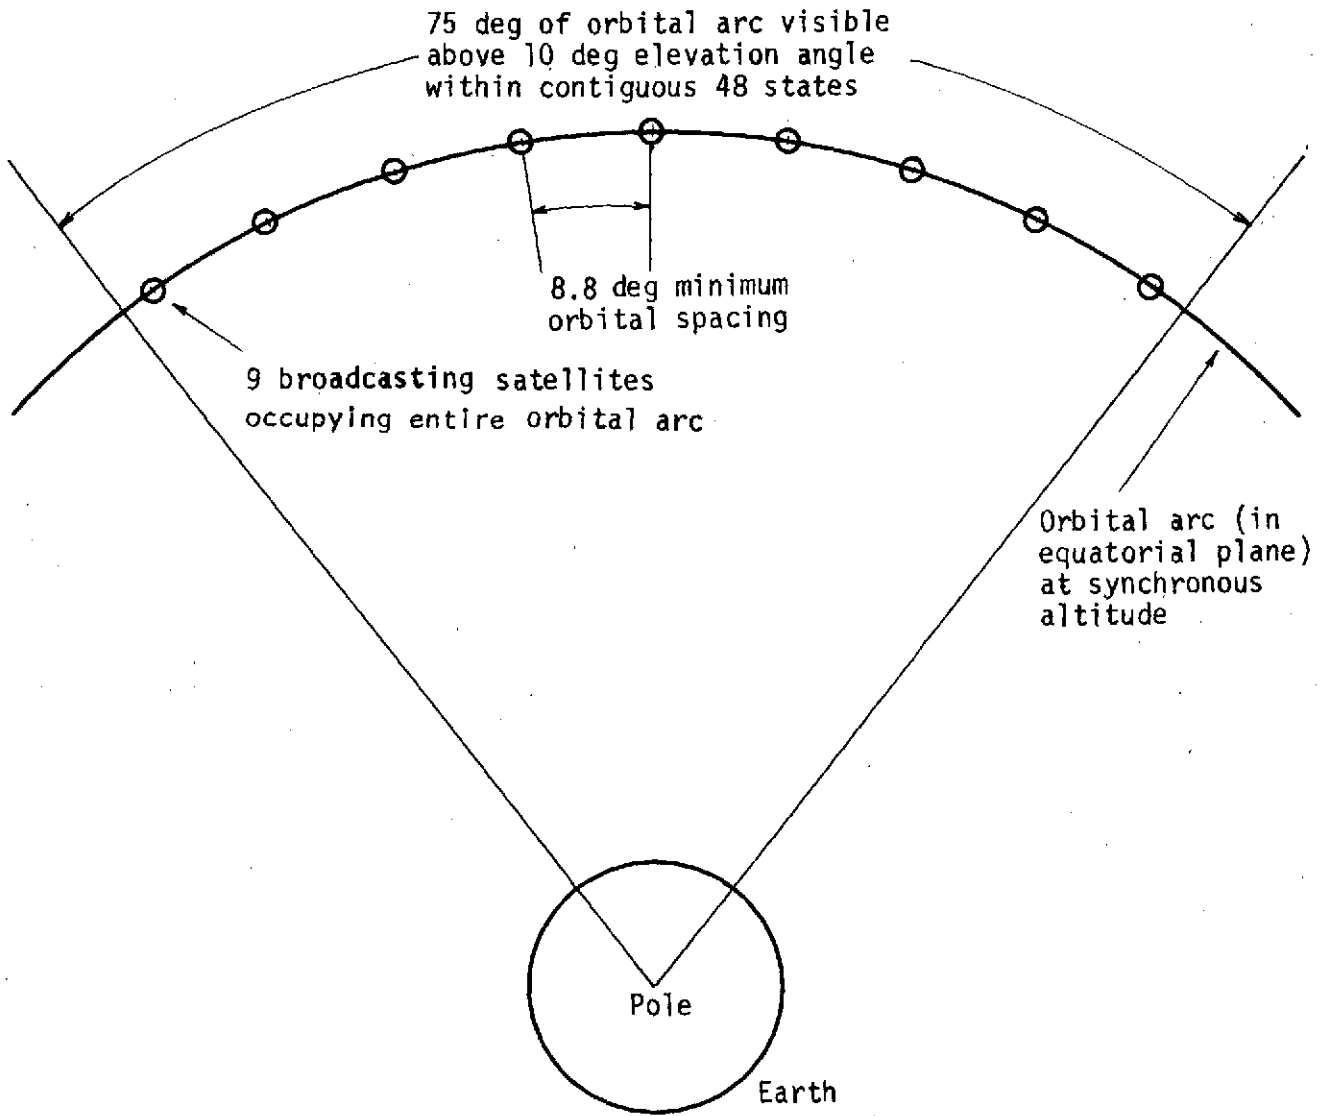 75 deg of orbital arc visible
above 10 deg elevation angle
within contiguous 48 states
8.8 deg minimum
orbital spacing
9 broadcasting satellites
occupying entire orbital arc
Orbital arc (in
equatorial plane)
at synchronous
altitude
Pole
Earth